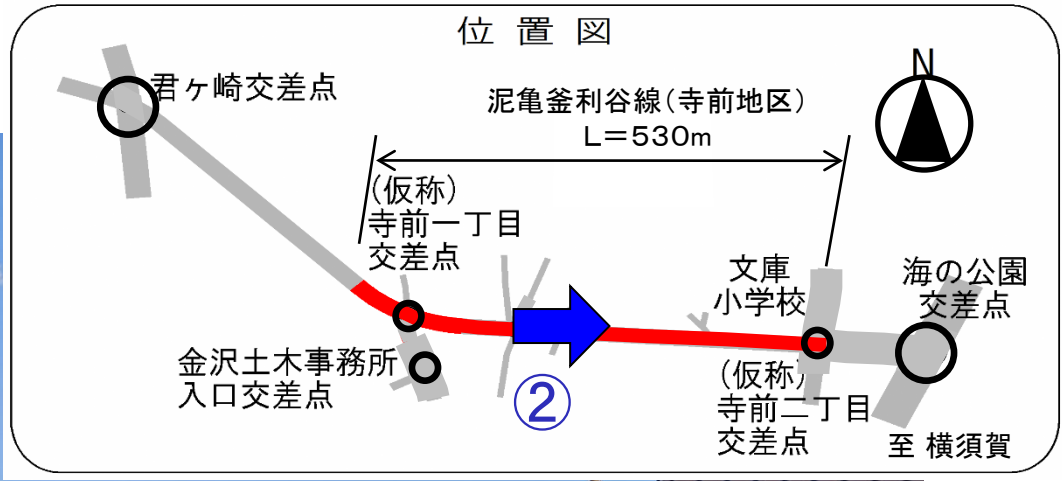 位置図
N
君ヶ崎交差点
泥亀釜利谷線(寺前地区)
L=530m
(仮称)
寺前一丁目
交差点
文庫
小学校
海の公園
交差点
金沢土木事務所
入口交差点
②
(仮称)
寺前二丁目
交差点
至 横須賀